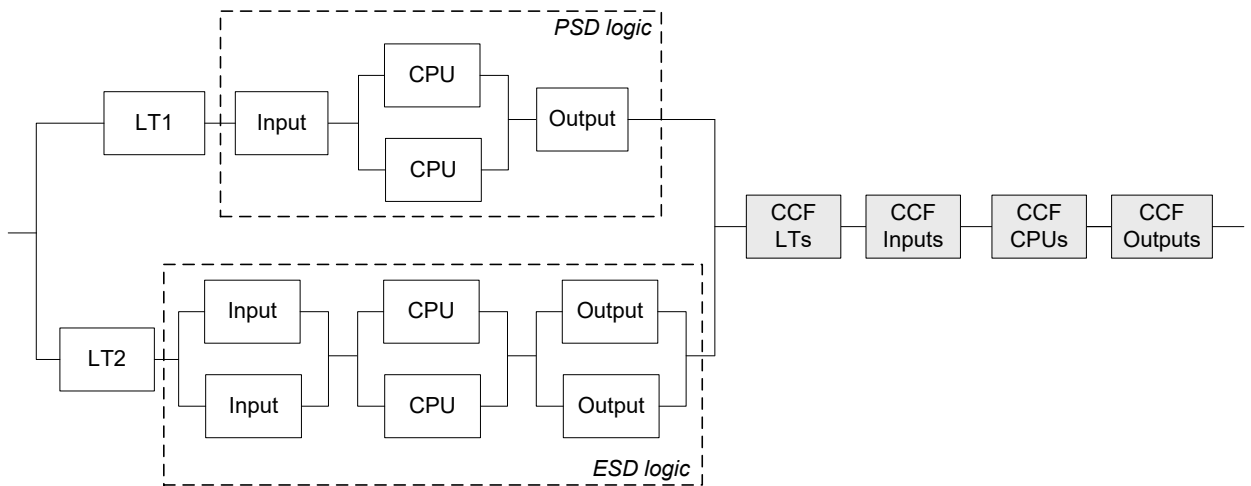 PSD logic
LT1
Input
CPU
CPU
Output
CCF
LTs
CCF
Inputs
CCF
CPUs
CCF
Outputs
LT2
Input
Input
CPU
CPU
Output
Output
ESD logic